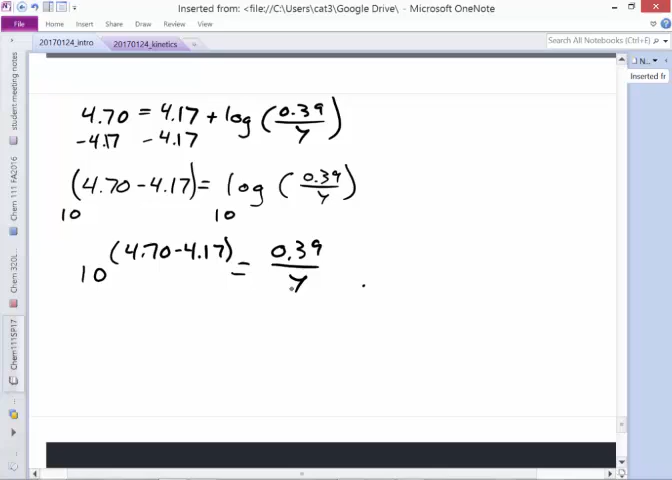 Inserted from <file://C:/Users/cat3/Google Drive/> - Microsoft OneNote
File Home Insert Draw Review View
20170124_intro 20170124_kinetics Search All Notebooks (Ctrl+E)
N...
Inserted fr
student meeting notes
Chem 111 FA2016
Chem 320L
Chem111SP17
4.70 = 4.17 + log (0.39/y)
-4.17 -4.17
(4.70 - 4.17) = log (0.39/y)
10 10
10^(4.70-4.17) = 0.39/y .